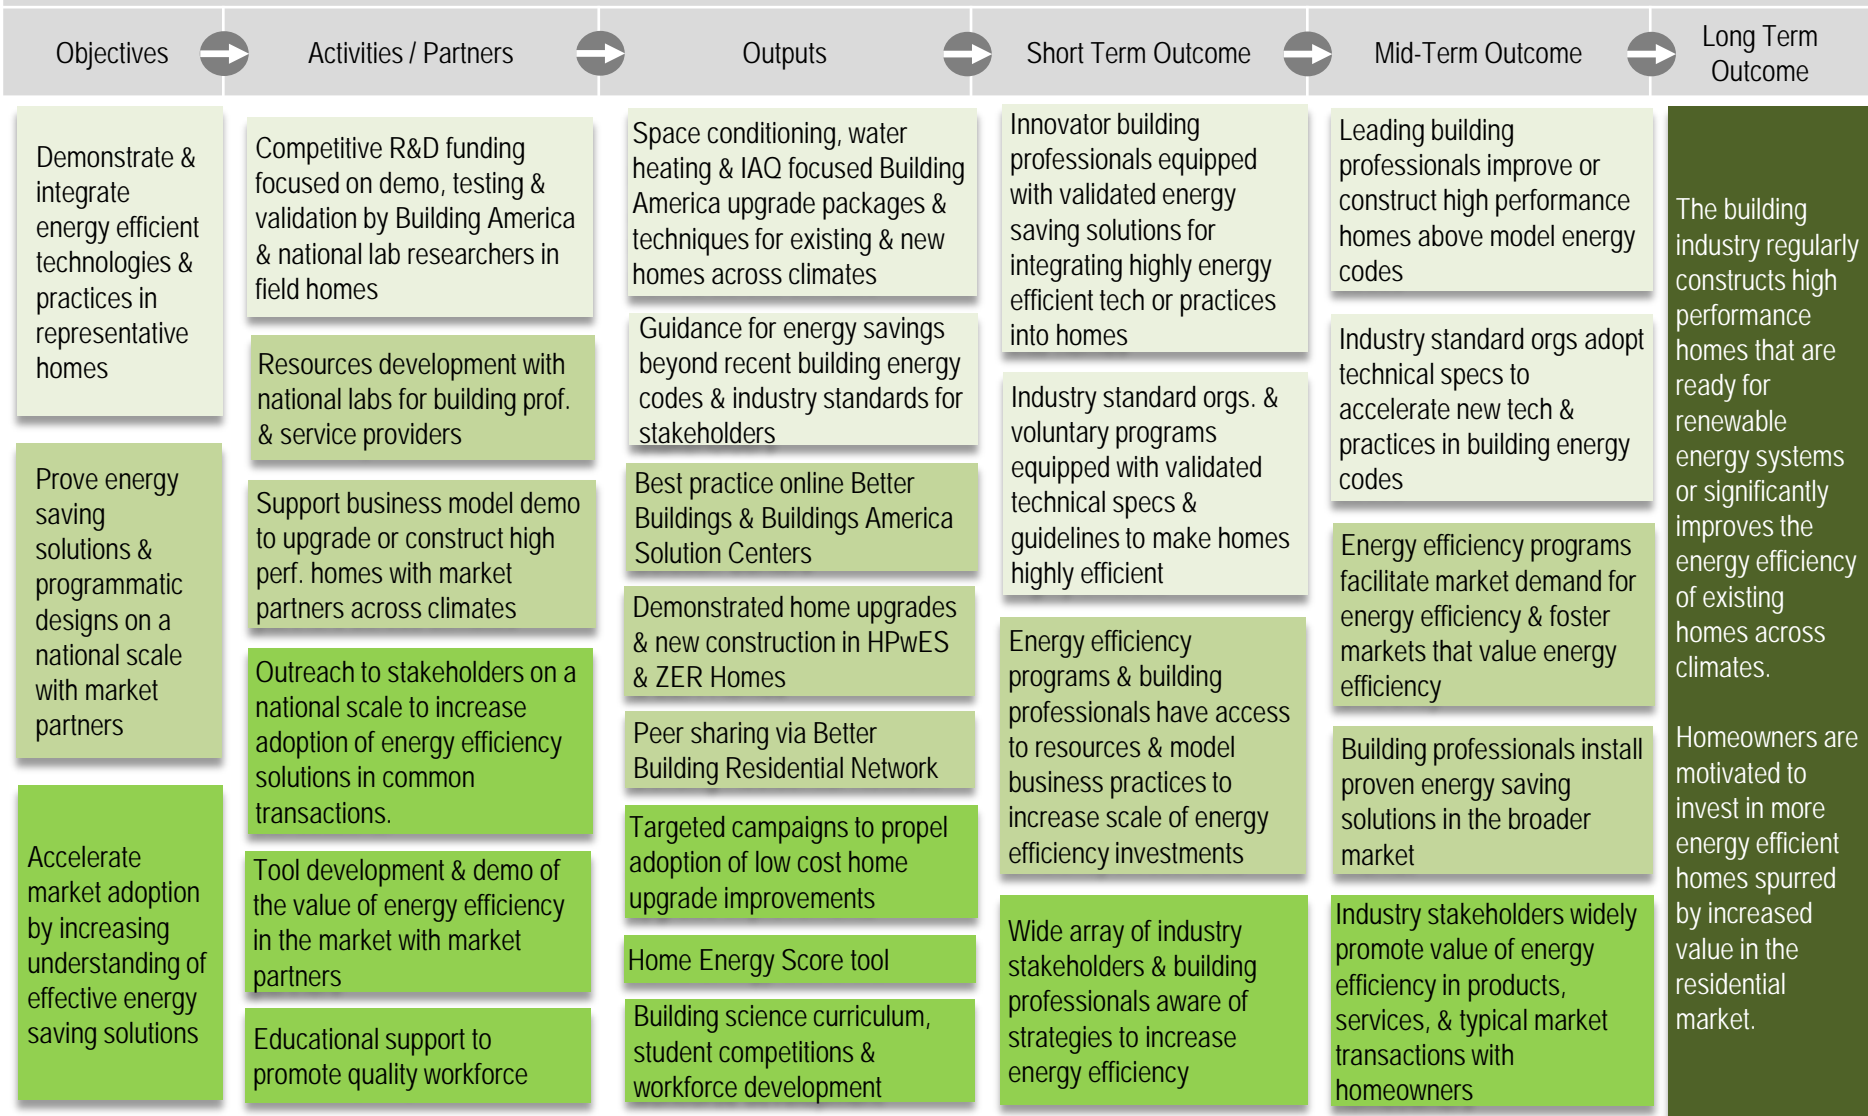 Objectives
Activities / Partners
Outputs
Short Term Outcome
Mid-Term Outcome
Long Term
Outcome
Demonstrate &
integrate
energy efficient
technologies &
practices in
representative
homes
Prove energy
saving
solutions &
programmatic
designs on a
national scale
with market
partners
Accelerate
market adoption
by increasing
understanding of
effective energy
saving solutions
Competitive R&D funding
focused on demo, testing &
validation by Building America
& national lab researchers in
field homes
Resources development with
national labs for building prof.
& service providers
Support business model demo
to upgrade or construct high
perf. homes with market
partners across climates
Outreach to stakeholders on a
national scale to increase
adoption of energy efficiency
solutions in common
transactions.
Tool development & demo of
the value of energy efficiency
in the market with market
partners
Educational support to
promote quality workforce
Space conditioning, water
heating & IAQ focused Building
America upgrade packages &
techniques for existing & new
homes across climates
Guidance for energy savings
beyond recent building energy
codes & industry standards for
stakeholders
Best practice online Better
Buildings & Buildings America
Solution Centers
Demonstrated home upgrades
& new construction in HPwES
& ZER Homes
Peer sharing via Better
Building Residential Network
Targeted campaigns to propel
adoption of low cost home
upgrade improvements
Home Energy Score tool
Building science curriculum,
student competitions &
workforce development
Innovator building
professionals equipped
with validated energy
saving solutions for
integrating highly energy
efficient tech or practices
into homes
Industry standard orgs. &
voluntary programs
equipped with validated
technical specs &
guidelines to make homes
highly efficient
Energy efficiency
programs & building
professionals have access
to resources & model
business practices to
increase scale of energy
efficiency investments
Wide array of industry
stakeholders & building
professionals aware of
strategies to increase
energy efficiency
Leading building
professionals improve or
construct high performance
homes above model energy
codes
Industry standard orgs adopt
technical specs to
accelerate new tech &
practices in building energy
codes
Energy efficiency programs
facilitate market demand for
energy efficiency & foster
markets that value energy
efficiency
Building professionals install
proven energy saving
solutions in the broader
market
Industry stakeholders widely
promote value of energy
efficiency in products,
services, & typical market
transactions with
homeowners
The building
industry regularly
constructs high
performance
homes that are
ready for
renewable
energy systems
or significantly
improves the
energy efficiency
of existing
homes across
climates.
Homeowners are
motivated to
invest in more
energy efficient
homes spurred
by increased
value in the
residential
market.